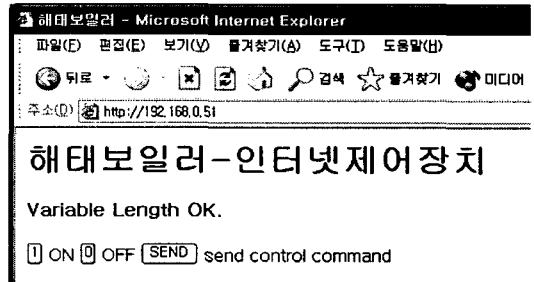 해태보일러 - Microsoft Internet Explorer
파일(F) 편집(E) 보기(V) 즐겨찾기(A) 도구(T) 도움말(H)
뒤로 검색 즐겨찾기 미디어
주소(D) http://192.168.0.51
해태보일러-인터넷제어장치
Variable Length OK.
1 ON 0 OFF SEND send control command